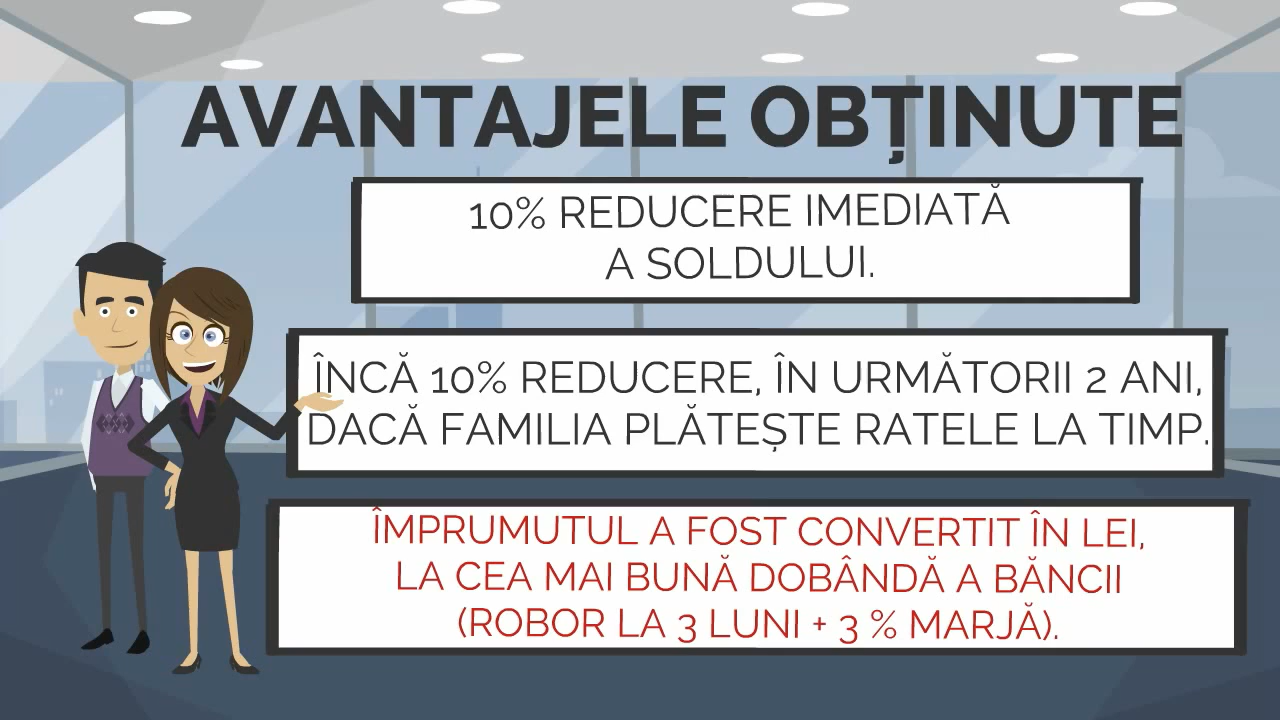 AVANTAJELE OBȚINUTE
10% REDUCERE IMEDIATĂ
A SOLDULUI.
ÎNCĂ 10% REDUCERE, ÎN URMĂTORII 2 ANI,
DACĂ FAMILIA PLĂTEȘTE RATELE LA TIMP.
ÎMPRUMUTUL A FOST CONVERTIT ÎN LEI,
LA CEA MAI BUNĂ DOBÂNDĂ A BĂNCII
(ROBOR LA 3 LUNI + 3 % MARJĂ).